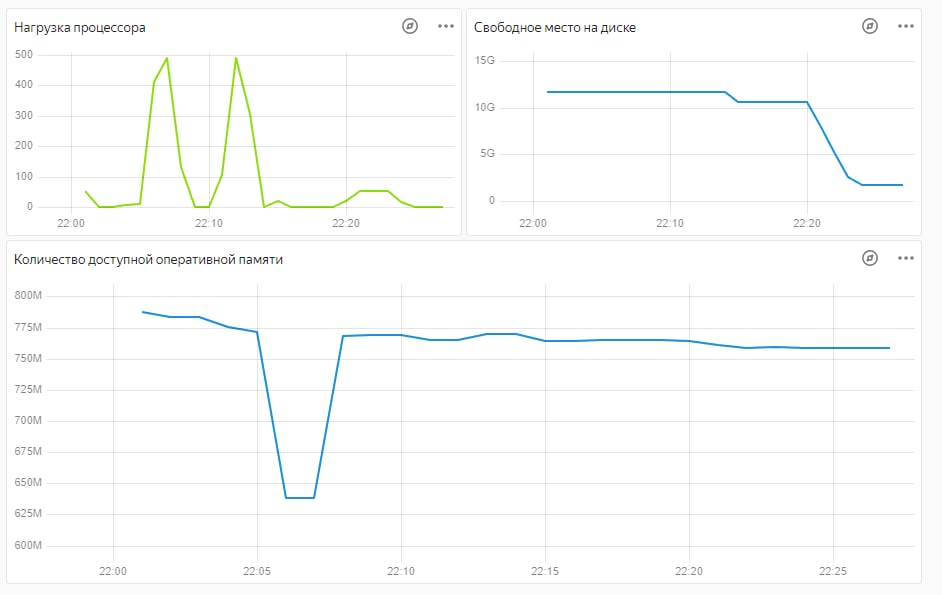 Нагрузка процессора
500
400
300
200
100
0
22:00 22:10 22:20
Свободное место на диске
15G
10G
5G
0
22:00 22:10 22:20
Количество доступной оперативной памяти
800M
775M
750M
725M
700M
675M
650M
625M
600M
22:00 22:05 22:10 22:15 22:20 22:25